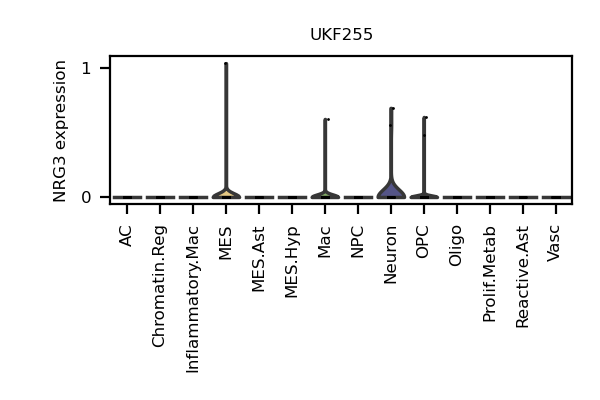 UKF255
NRG3 expression
1
0
AC
Chromatin.Reg
Inflammatory.Mac
MES
MES.Ast
MES.Hyp
Mac
NPC
Neuron
OPC
Oligo
Prolif.Metab
Reactive.Ast
Vasc